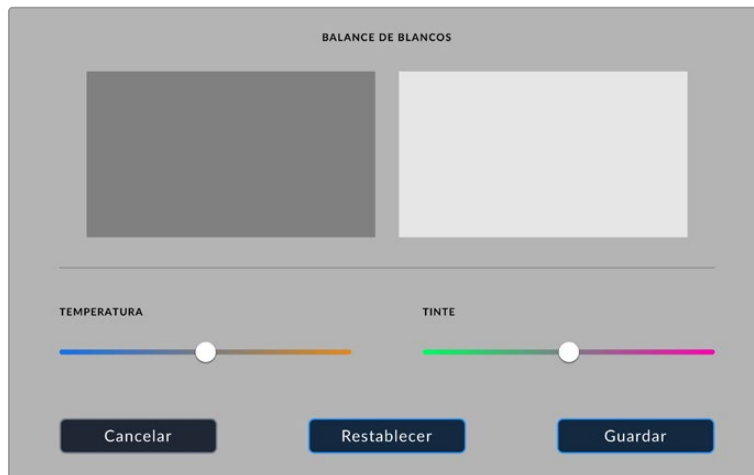 BALANCE DE BLANCOS
TEMPERATURA
TINTE
Cancelar
Restablecer
Guardar